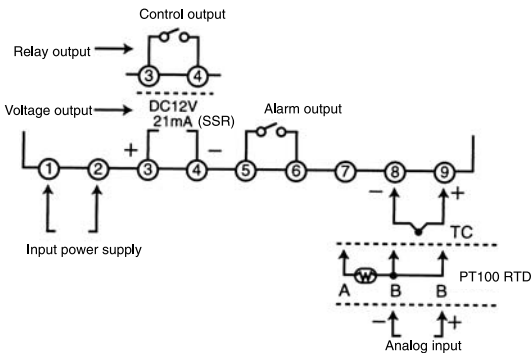 Control output
Relay output
3 4
Voltage output
DC12V
21mA (SSR)
Alarm output
+ − 
1 2 3 4 5 6 7 8 9
− +
TC
Input power supply
A B B
PT100 RTD
− +
Analog input